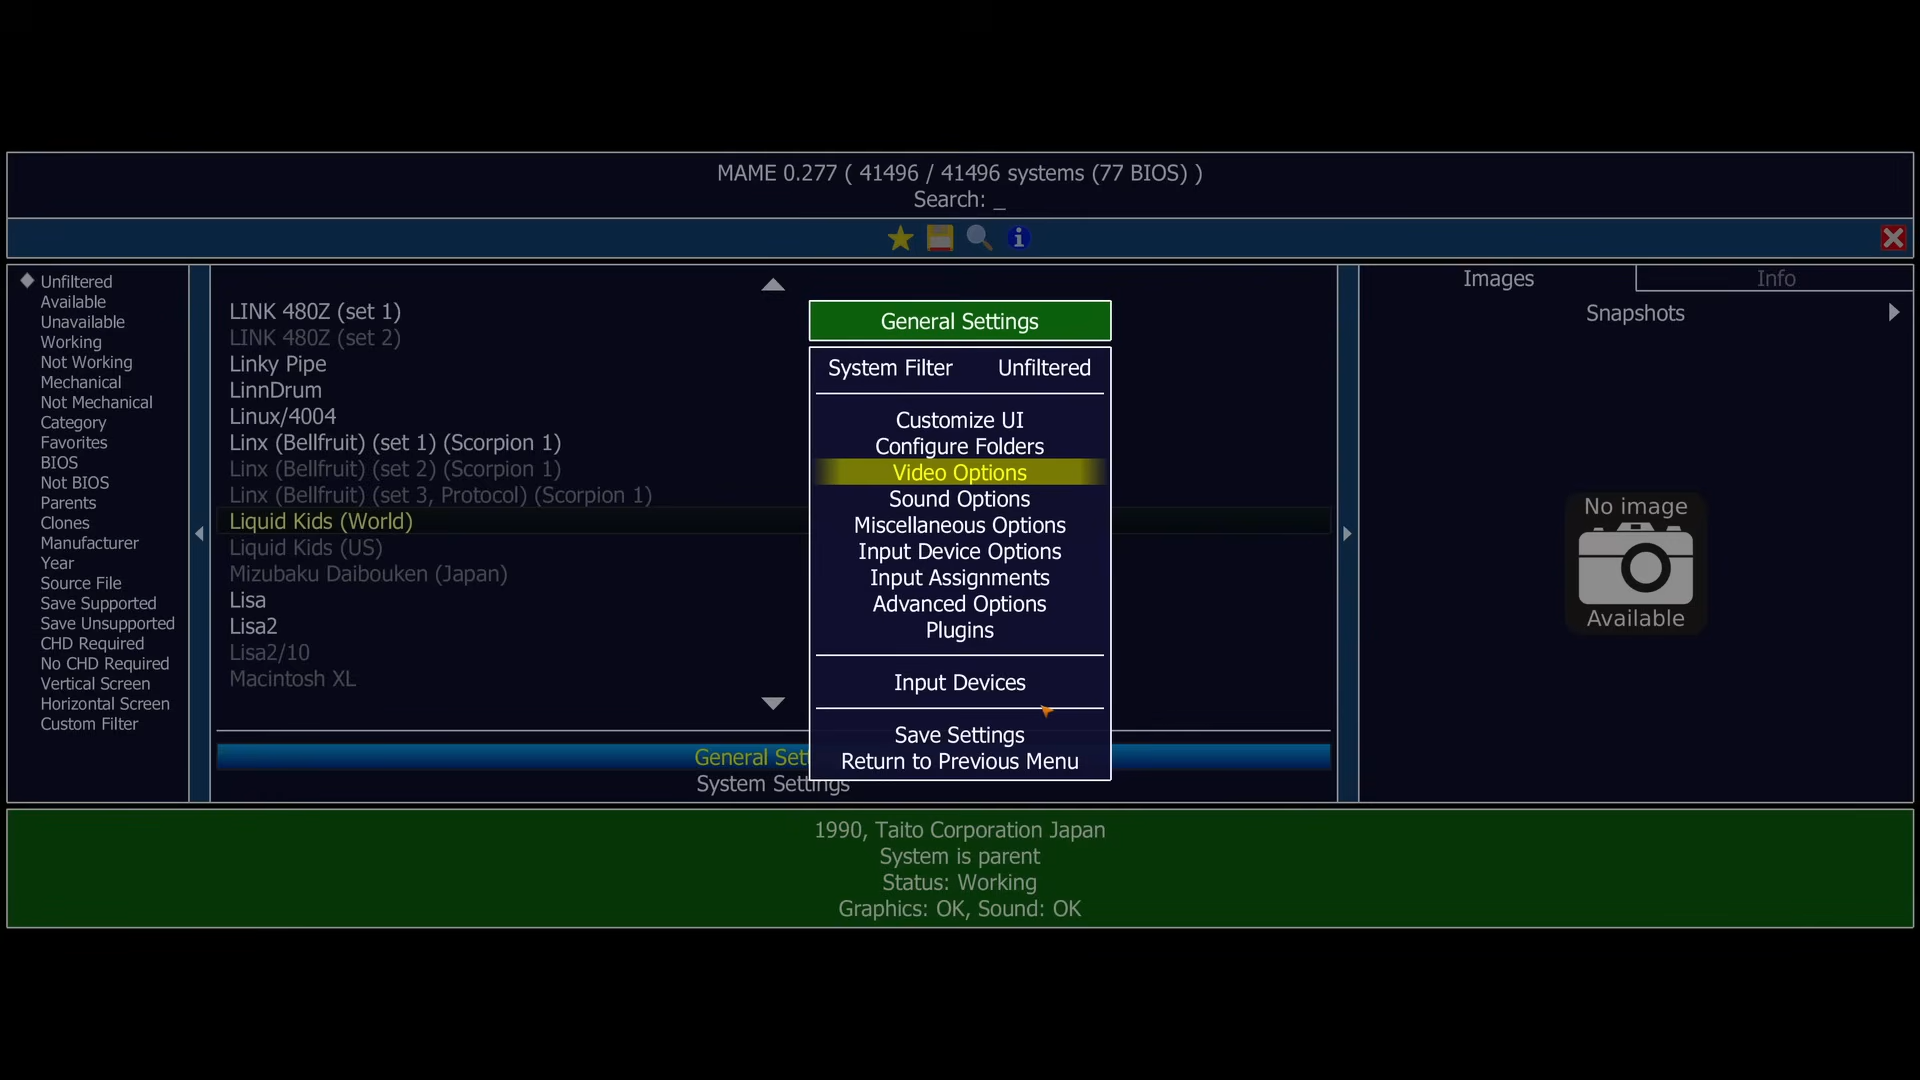 MAME 0.277 ( 41496 / 41496 systems (77 BIOS) )
Search: _
Unfiltered
Available
Unavailable
Working
Not Working
Mechanical
Not Mechanical
Category
Favorites
BIOS
Not BIOS
Parents
Clones
Manufacturer
Year
Source File
Save Supported
Save Unsupported
CHD Required
No CHD Required
Vertical Screen
Horizontal Screen
Custom Filter
LINK 480Z (set 1)
LINK 480Z (set 2)
Linky Pipe
LinnDrum
Linux/4004
Linx (Bellfruit) (set 1) (Scorpion 1)
Linx (Bellfruit) (set 2) (Scorpion 1)
Linx (Bellfruit) (set 3, Protocol) (Scorpion 1)
Liquid Kids (World)
Liquid Kids (US)
Mizubaku Daibouken (Japan)
Lisa
Lisa2
Lisa2/10
Macintosh XL
General Set
System Settings
General Settings
System Filter Unfiltered
Customize UI
Configure Folders
Video Options
Sound Options
Miscellaneous Options
Input Device Options
Input Assignments
Advanced Options
Plugins
Input Devices
Save Settings
Return to Previous Menu
Images
Info
Snapshots
No image
Available
1990, Taito Corporation Japan
System is parent
Status: Working
Graphics: OK, Sound: OK